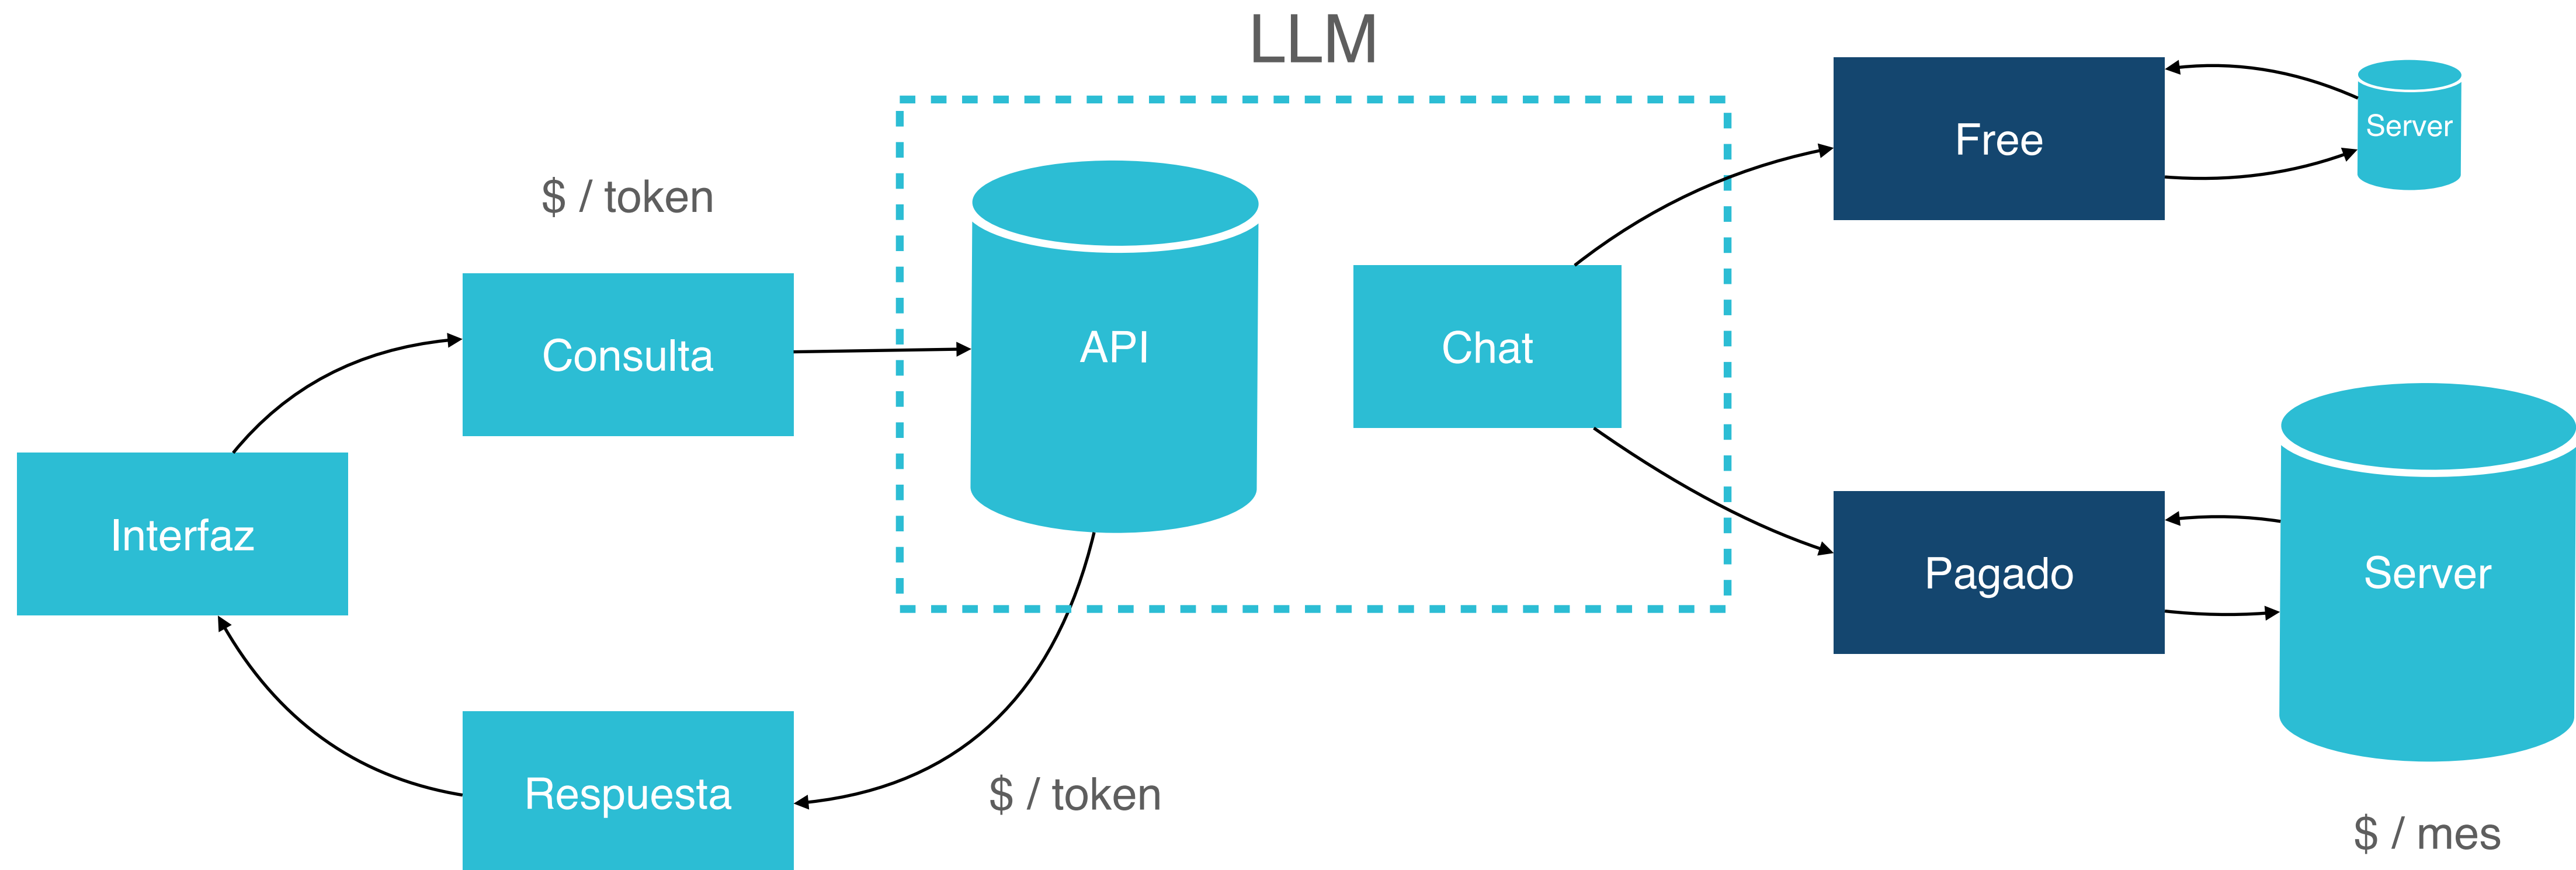 LLM
$ / token
Consulta
Interfaz
API
Respuesta
$ / token
Chat
Free
Server
Pagado
Server
$ / mes